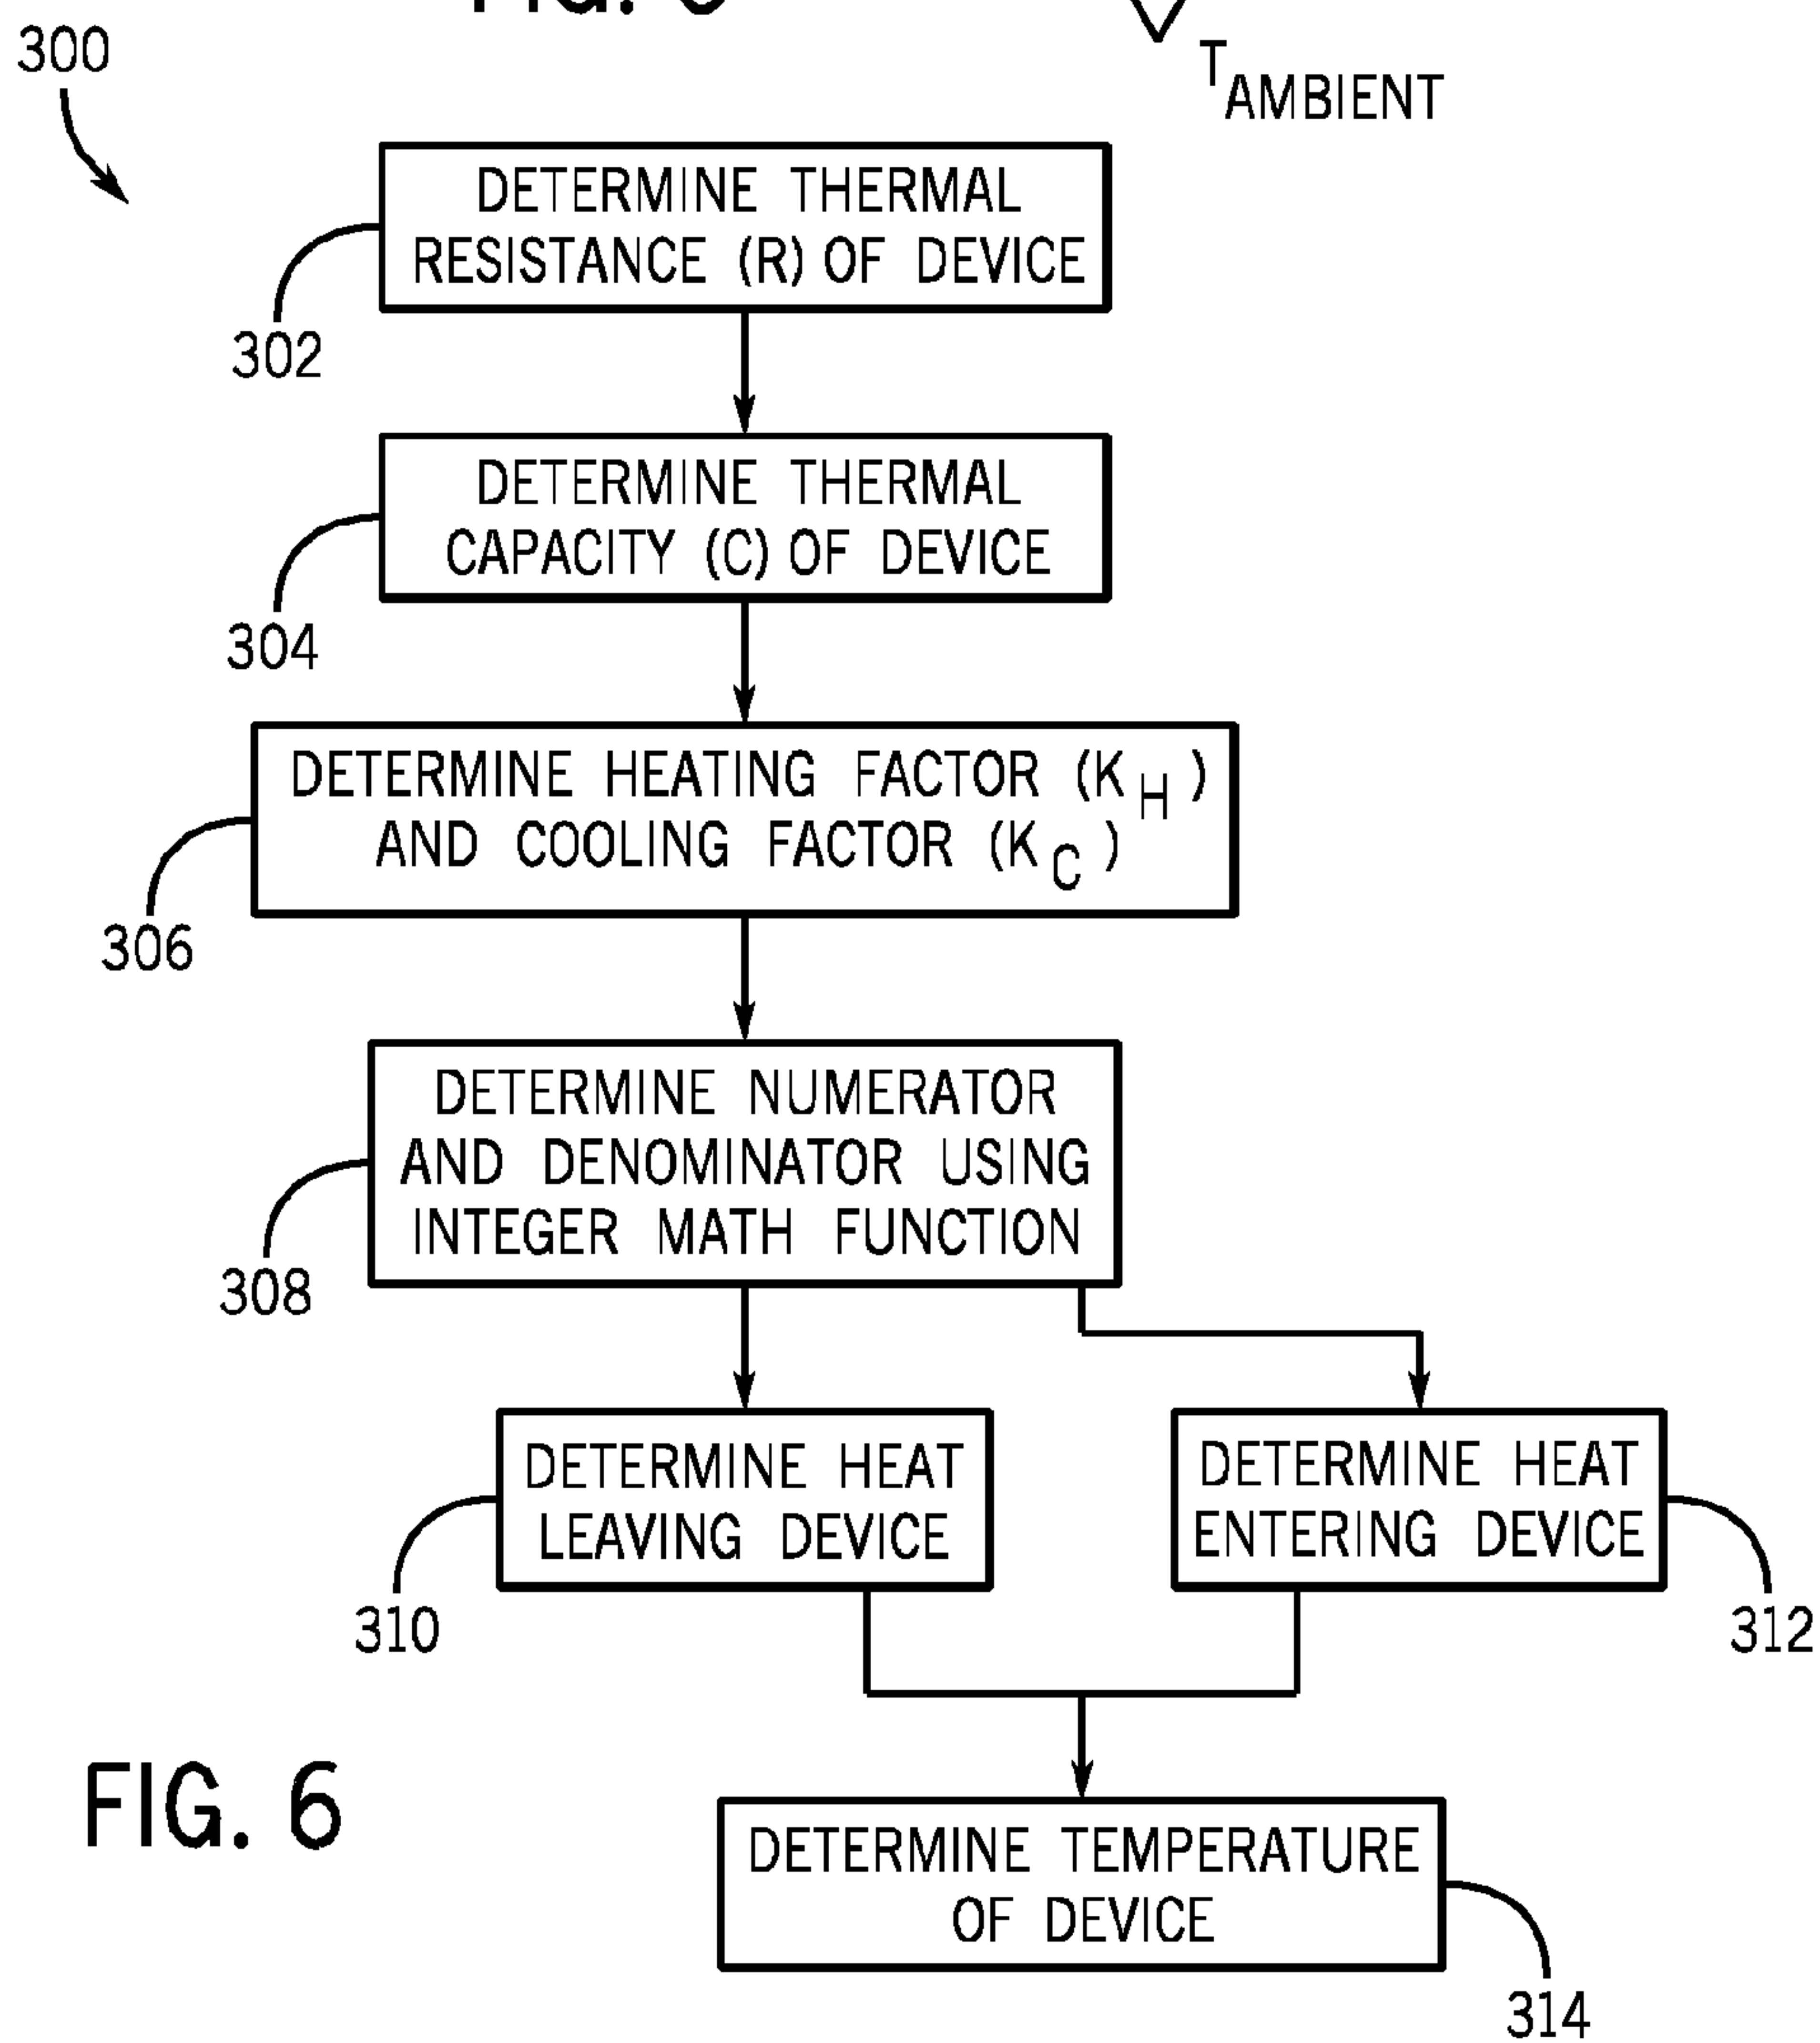 300
T AMBIENT
DETERMINE THERMAL
RESISTANCE (R) OF DEVICE
302
DETERMINE THERMAL
CAPACITY (C) OF DEVICE
304
DETERMINE HEATING FACTOR (K H )
AND COOLING FACTOR (K C )
306
DETERMINE NUMERATOR
AND DENOMINATOR USING
INTEGER MATH FUNCTION
308
DETERMINE HEAT
LEAVING DEVICE
310
DETERMINE HEAT
ENTERING DEVICE
312
DETERMINE TEMPERATURE
OF DEVICE
314
FIG. 6